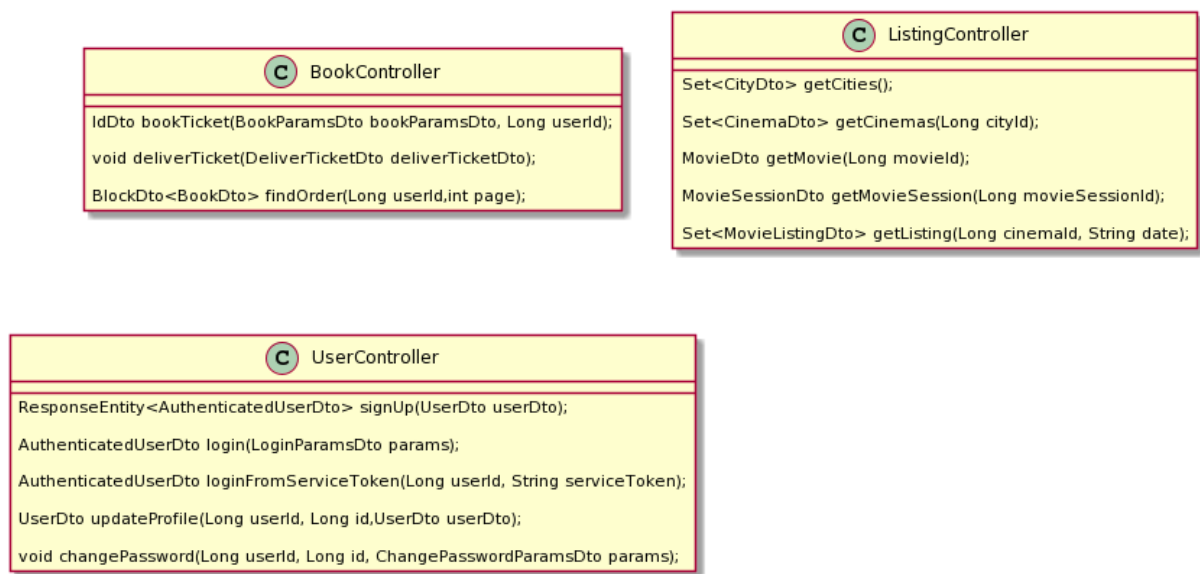 C BookController
IdDto bookTicket(BookParamsDto bookParamsDto, Long userId);
void deliverTicket(DeliverTicketDto deliverTicketDto);
BlockDto<BookDto> findOrder(Long userId,int page);
C ListingController
Set<CityDto> getCities();
Set<CinemaDto> getCinemas(Long cityId);
MovieDto getMovie(Long movieId);
MovieSessionDto getMovieSession(Long movieSessionId);
Set<MovieListingDto> getListing(Long cinemaId, String date);
C UserController
ResponseEntity<AuthenticatedUserDto> signUp(UserDto userDto);
AuthenticatedUserDto login(LoginParamsDto params);
AuthenticatedUserDto loginFromServiceToken(Long userId, String serviceToken);
UserDto updateProfile(Long userId, Long id,UserDto userDto);
void changePassword(Long userId, Long id, ChangePasswordParamsDto params);